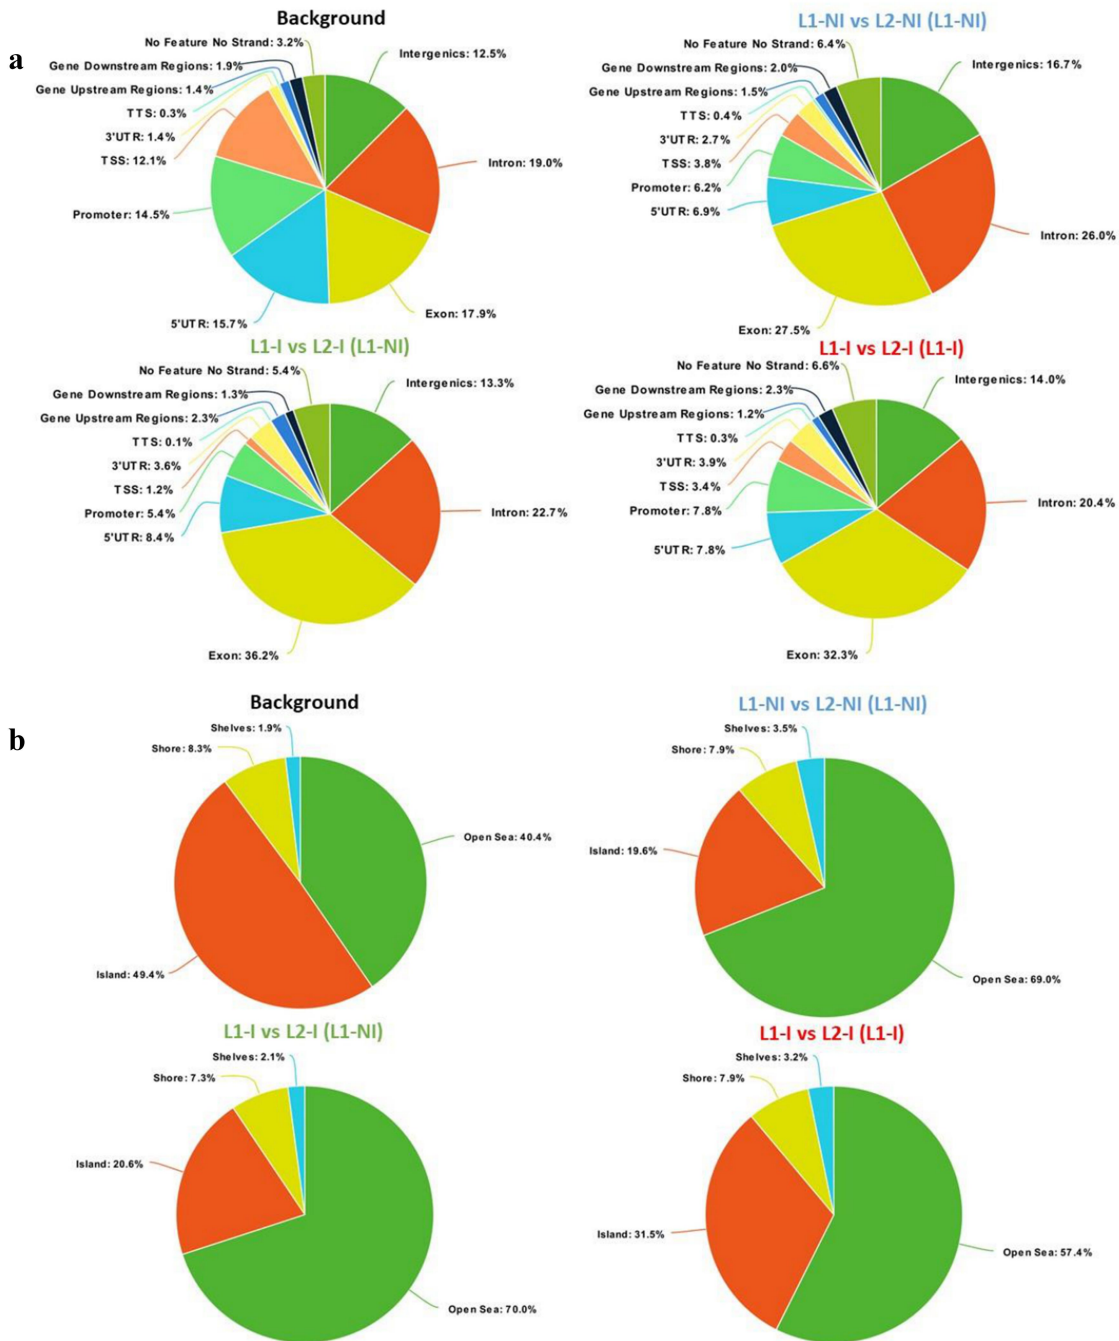 a
Background
No Feature No Strand: 3.2%
Gene Downstream Regions: 1.9%
Gene Upstream Regions: 1.4%
TTS: 0.3%
3'UTR: 1.4%
TSS: 12.1%
Promoter: 14.5%
5'UTR: 15.7%
Exon: 17.9%
Intron: 19.0%
Intergenics: 12.5%
L1-NI vs L2-NI (L1-NI)
No Feature No Strand: 6.4%
Gene Downstream Regions: 2.0%
Gene Upstream Regions: 1.5%
TTS: 0.4%
3'UTR: 2.7%
TSS: 3.8%
Promoter: 6.2%
5'UTR: 6.9%
Exon: 27.5%
Intron: 26.0%
Intergenics: 16.7%
L1-I vs L2-I (L1-NI)
No Feature No Strand: 5.4%
Gene Downstream Regions: 1.3%
Gene Upstream Regions: 2.3%
TTS: 0.1%
3'UTR: 3.6%
TSS: 1.2%
Promoter: 5.4%
5'UTR: 8.4%
Exon: 36.2%
Intron: 22.7%
Intergenics: 13.3%
L1-I vs L2-I (L1-I)
No Feature No Strand: 6.6%
Gene Downstream Regions: 2.3%
Gene Upstream Regions: 1.2%
TTS: 0.3%
3'UTR: 3.9%
TSS: 3.4%
Promoter: 7.8%
5'UTR: 7.8%
Exon: 32.3%
Intron: 20.4%
Intergenics: 14.0%
b
Background
Shelves: 1.9%
Shore: 8.3%
Open Sea: 40.4%
Island: 49.4%
L1-NI vs L2-NI (L1-NI)
Shelves: 3.5%
Shore: 7.9%
Island: 19.6%
Open Sea: 69.0%
L1-I vs L2-I (L1-NI)
Shelves: 2.1%
Shore: 7.3%
Island: 20.6%
Open Sea: 70.0%
L1-I vs L2-I (L1-I)
Shelves: 3.2%
Shore: 7.9%
Island: 31.5%
Open Sea: 57.4%